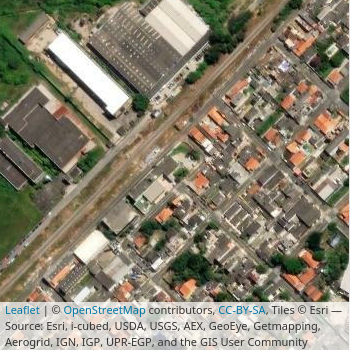 Leaflet | © OpenStreetMap contributors, CC-BY-SA, Tiles © Esri —
Source: Esri, i-cubed, USDA, USGS, AEX, GeoEye, Getmapping,
Aerogrid, IGN, IGP, UPR-EGP, and the GIS User Community